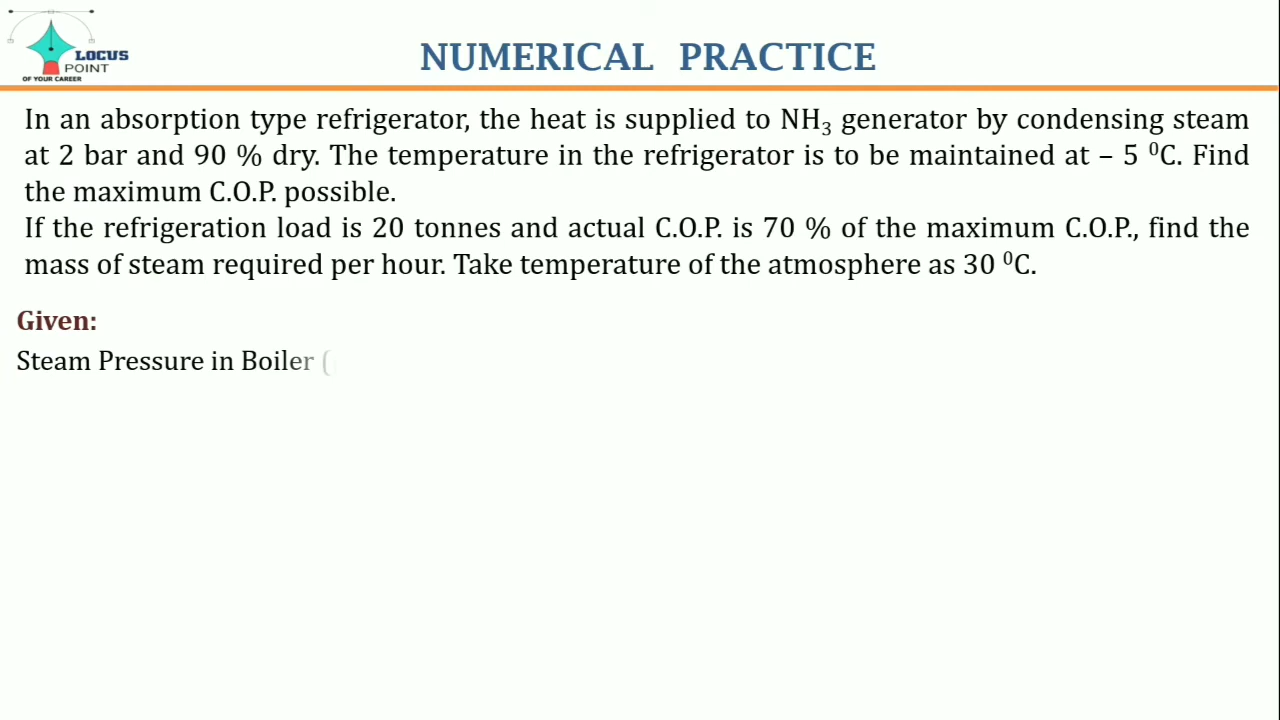 LOCUS
POINT
OF YOUR CAREER
NUMERICAL PRACTICE
In an absorption type refrigerator, the heat is supplied to NH₃ generator by condensing steam
at 2 bar and 90 % dry. The temperature in the refrigerator is to be maintained at – 5 ⁰C. Find
the maximum C.O.P. possible.
If the refrigeration load is 20 tonnes and actual C.O.P. is 70 % of the maximum C.O.P., find the
mass of steam required per hour. Take temperature of the atmosphere as 30 ⁰C.
Given:
Steam Pressure in Boiler (